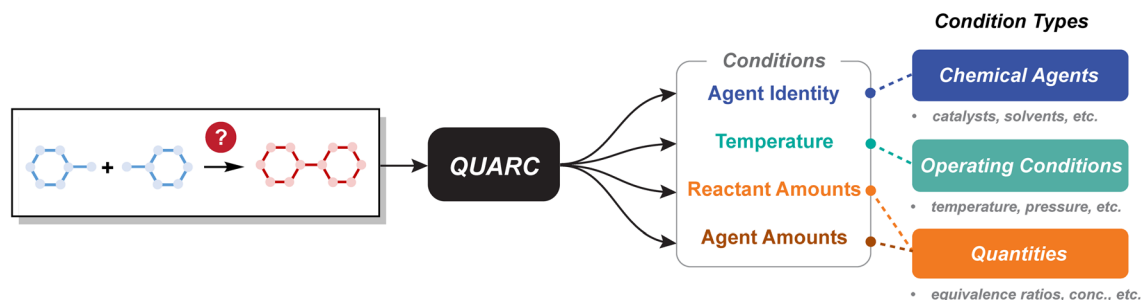 Condition Types
Conditions
Chemical Agents
Agent Identity
• catalysts, solvents, etc.
?
Temperature
+
QUARC
Operating Conditions
Reactant Amounts
• temperature, pressure, etc.
Agent Amounts
Quantities
• equivalence ratios, conc., etc.